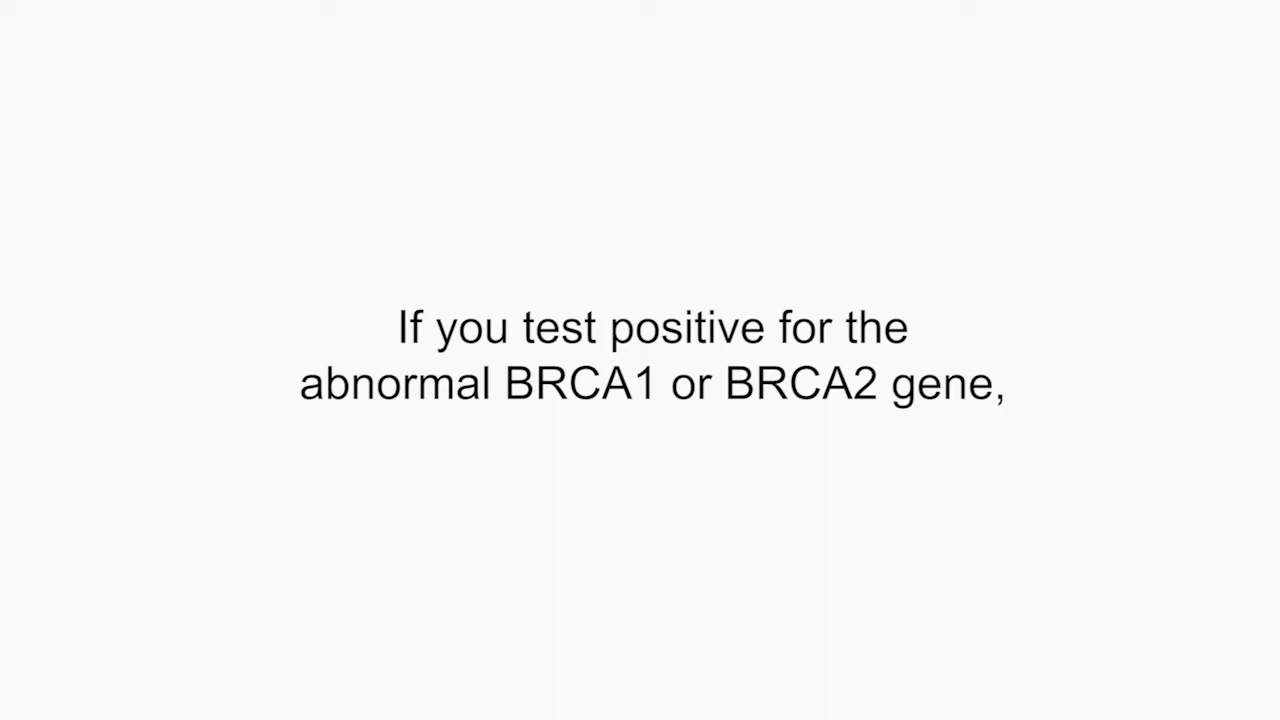 If you test positive for the
abnormal BRCA1 or BRCA2 gene,